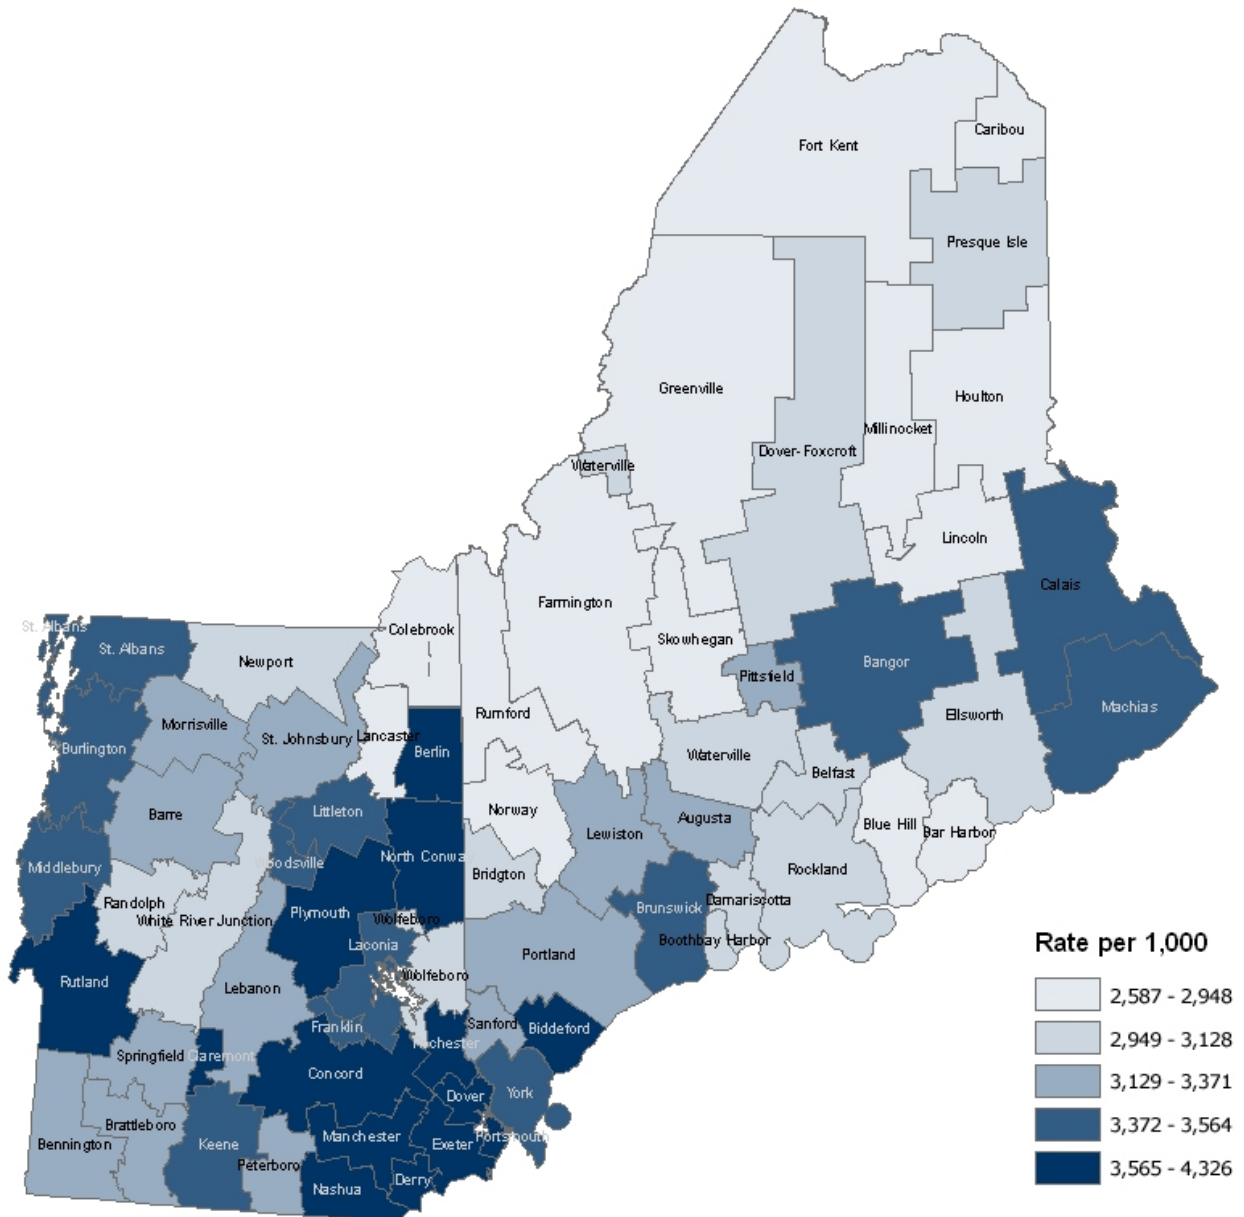 Caribou
Fort Kent
Presque Isle
Greenville
Houlton
Millinocket
Dover-Foxcroft
Waterville
Lincoln
Calais
Farmington
St. Albans
Colebrook
Skowhegan
St. Albans
Newport
Bangor
Pittsfield
Machias
Rumford
Ellsworth
Morrisville
St. Johnsbury
Lancaster
Burlington
Berlin
Waterville
Belfast
Norway
Littleton
Barre
Augusta
Blue Hill
Bar Harbor
Lewiston
North Conwa
Woodsville
Middlebury
Bridgton
Rockland
Randolph
Damariscotta
Brunswick
Plymouth
White River Junction
Wolfeboro
Boothbay Harbor
Laconia
Rate per 1,000
Portland
Wolfeboro
Rutland
Lebanon
2,587 - 2,948
Sanford
Franklin
Biddeford
2,949 - 3,128
Rochester
Springfield
Claremont
Concord
3,129 - 3,371
York
Dover
Brattleboro
3,372 - 3,564
Manchester
Portsmouth
Bennington
Keene
Exeter
Peterboro
3,565 - 4,326
Derry
Nashua